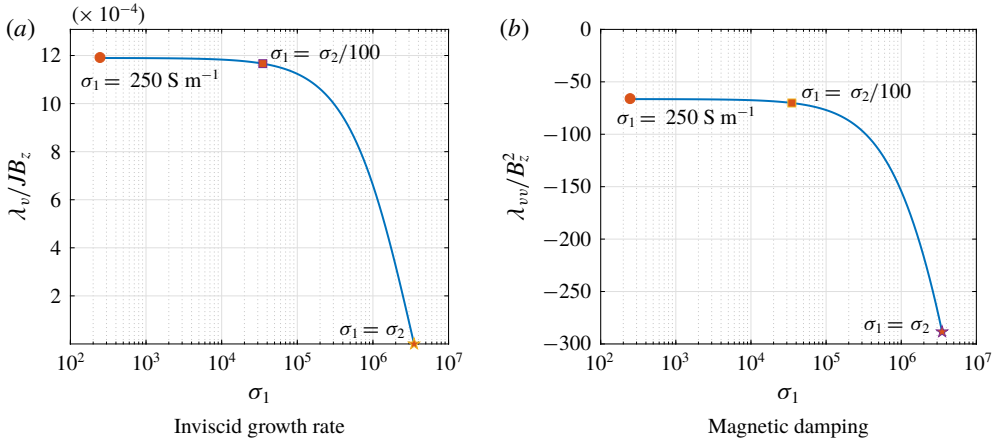 (a)
(× 10⁻⁴)
12
10
8
6
4
2
λᵥ/JB_z
σ₁ = 250 S m⁻¹
σ₁ = σ₂/100
σ₁ = σ₂
10² 10³ 10⁴ 10⁵ 10⁶ 10⁷
σ₁
Inviscid growth rate
(b)
0
−50
−100
−150
−200
−250
−300
λᵥᵥ/B_z²
σ₁ = σ₂/100
σ₁ = 250 S m⁻¹
σ₁ = σ₂
10² 10³ 10⁴ 10⁵ 10⁶ 10⁷
σ₁
Magnetic damping